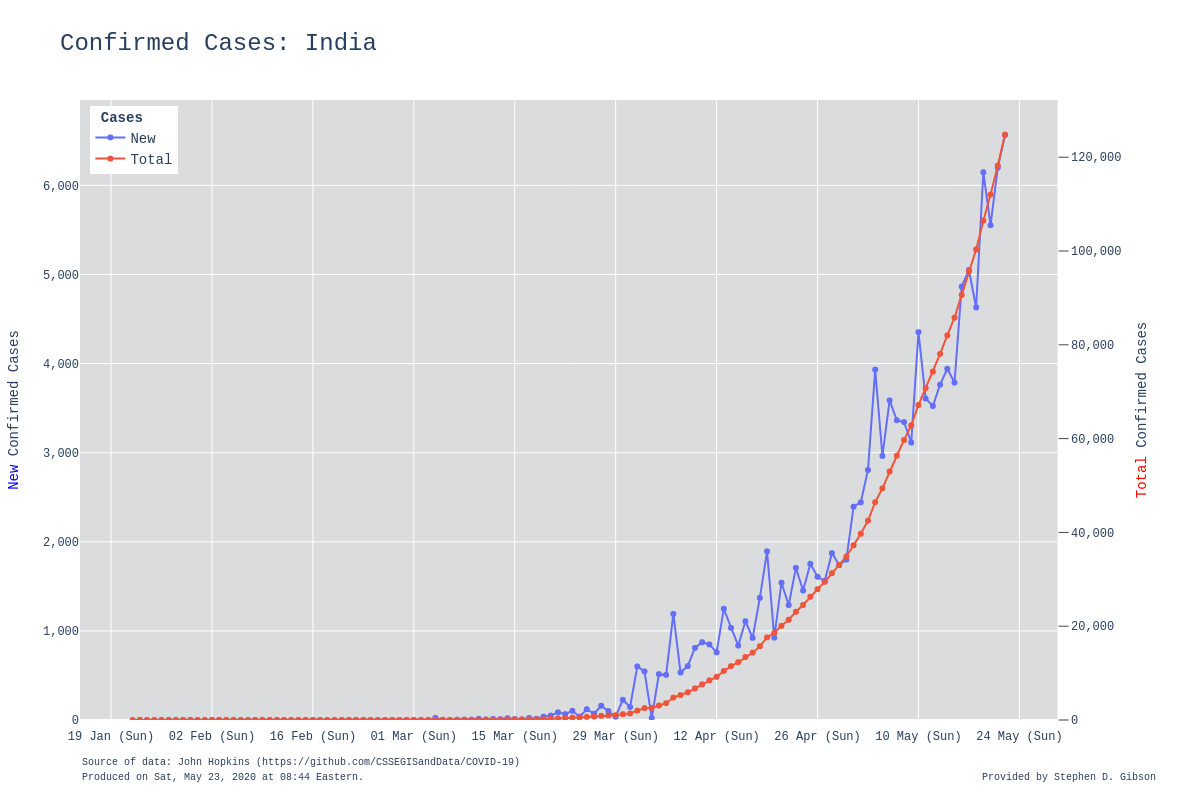 Confirmed Cases: India
Cases
New
Total
6,000
5,000
4,000
3,000
2,000
1,000
0
New Confirmed Cases
120,000
100,000
80,000
60,000
40,000
20,000
0
Total Confirmed Cases
19 Jan (Sun) 02 Feb (Sun) 16 Feb (Sun) 01 Mar (Sun) 15 Mar (Sun) 29 Mar (Sun) 12 Apr (Sun) 26 Apr (Sun) 10 May (Sun) 24 May (Sun)
Source of data: John Hopkins (https://github.com/CSSEGISandData/COVID-19)
Produced on Sat, May 23, 2020 at 08:44 Eastern.
Provided by Stephen D. Gibson